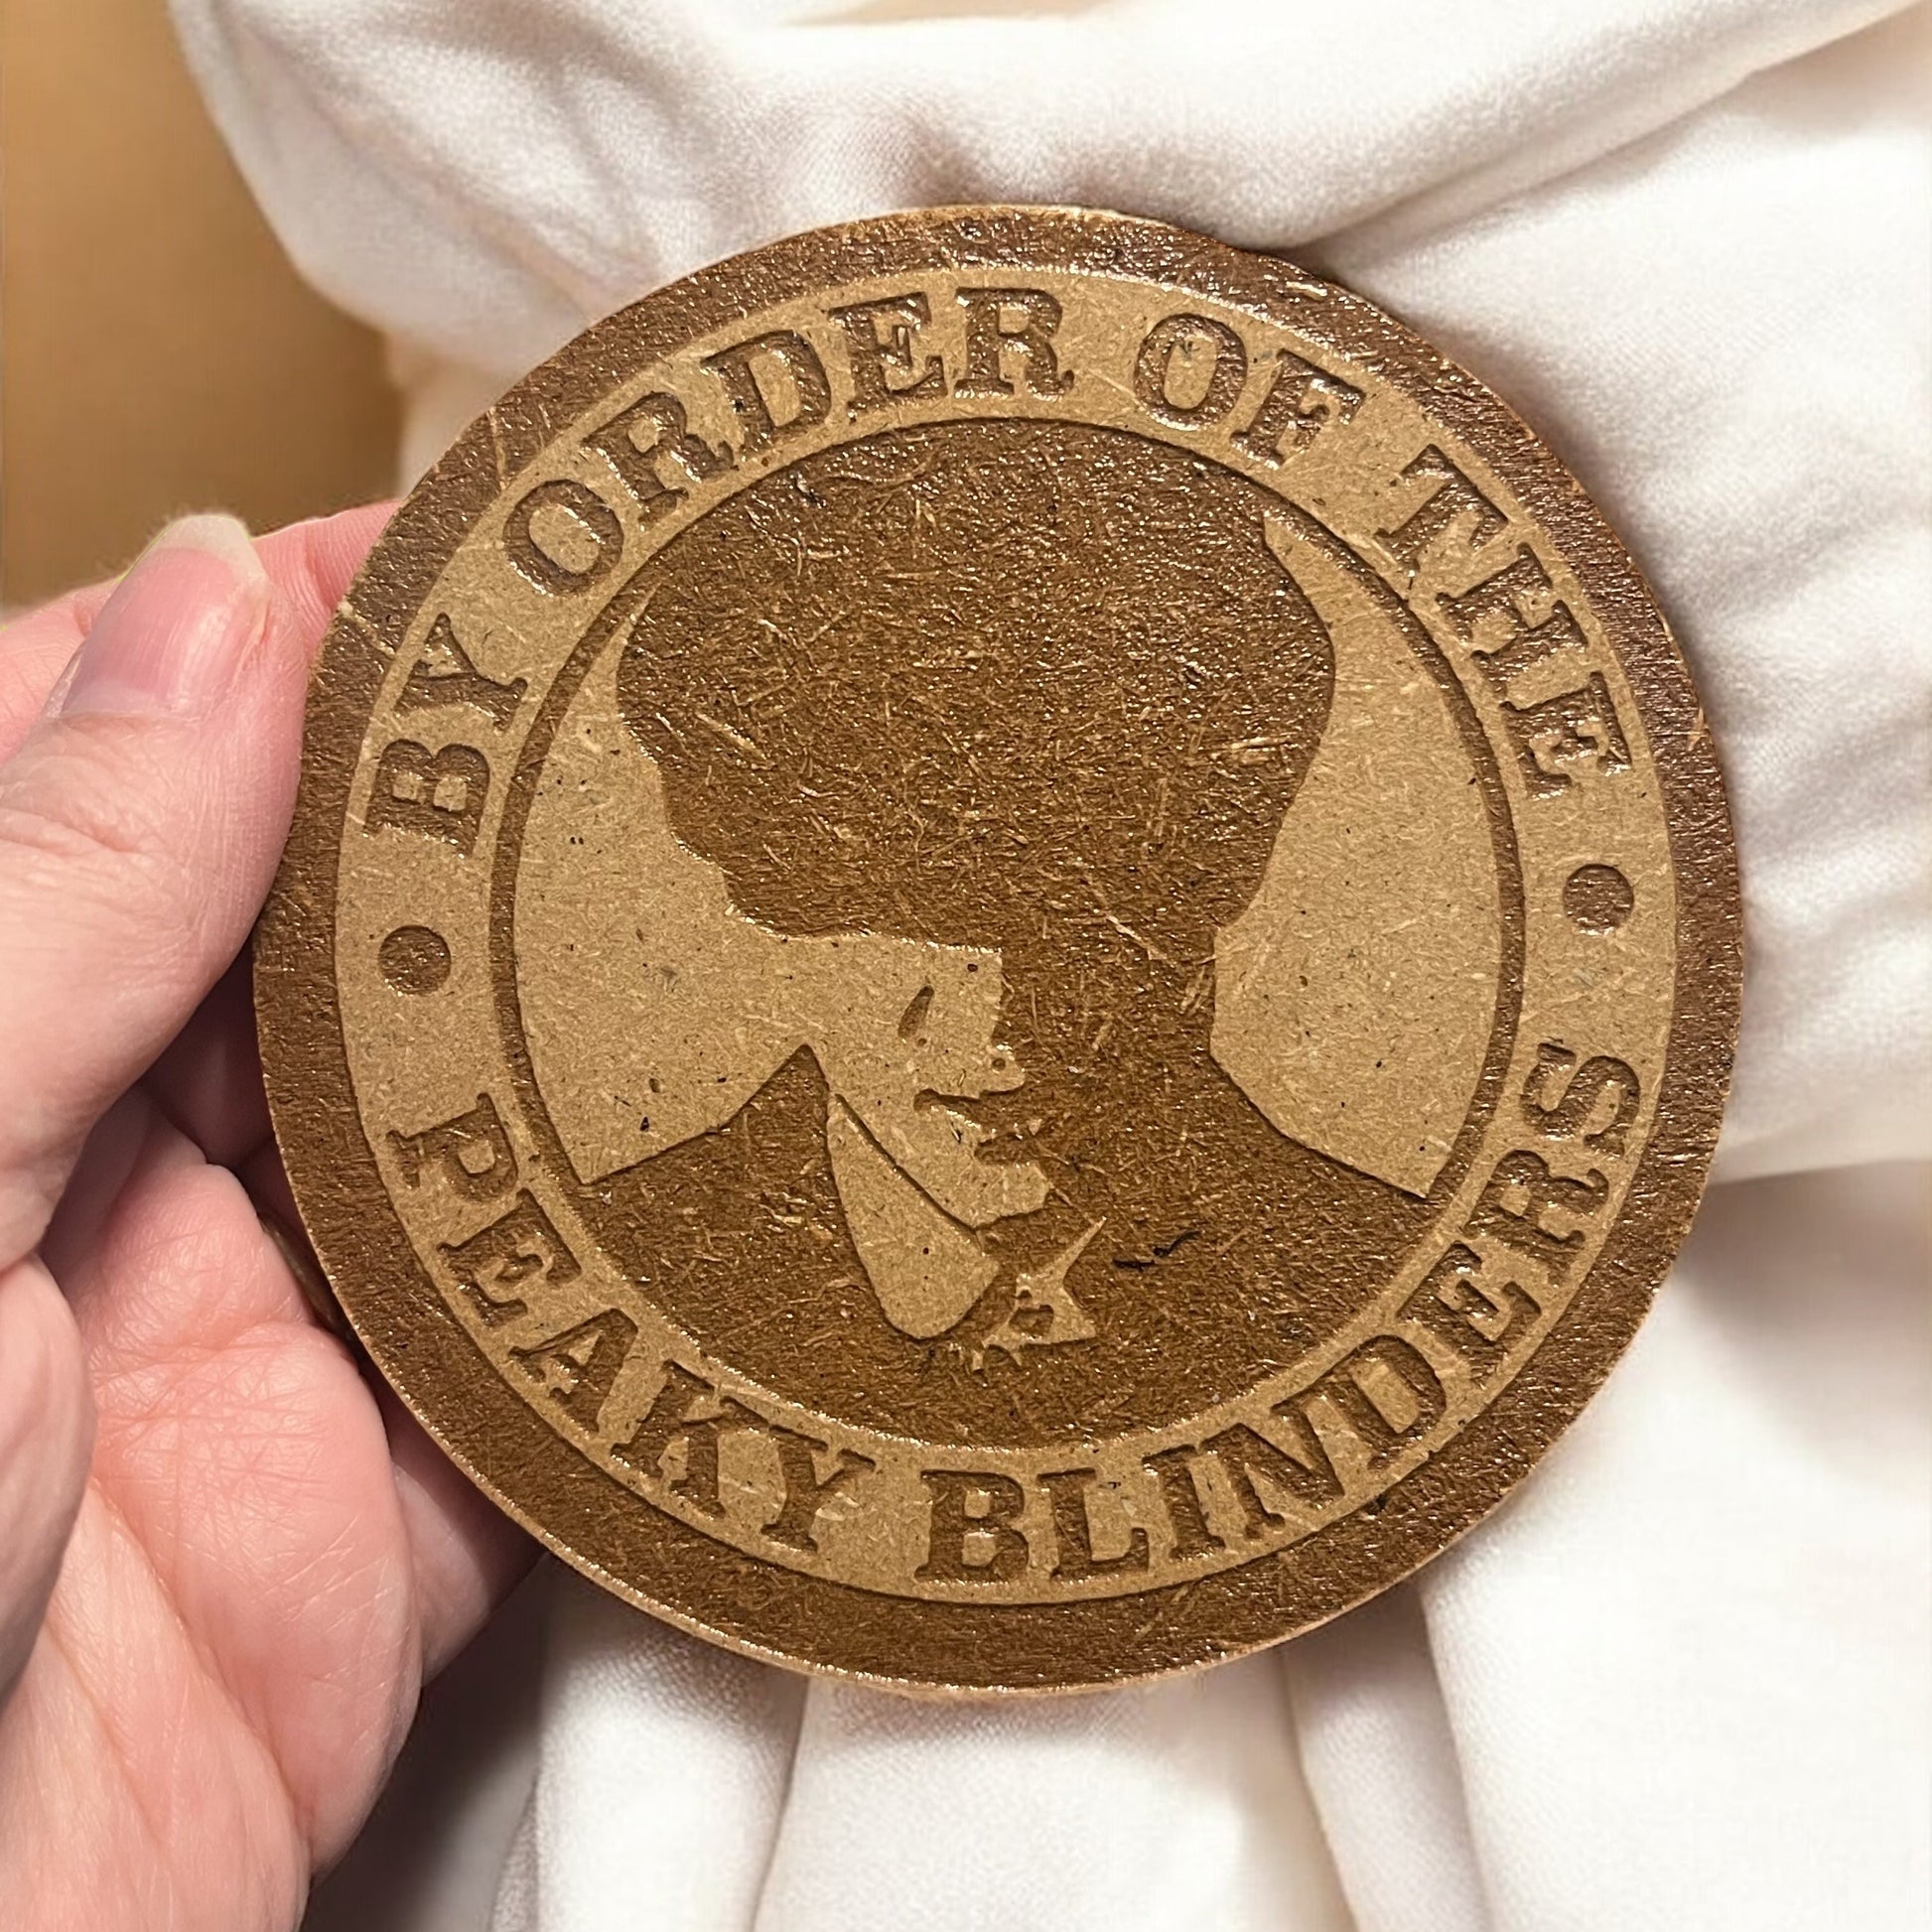 BY ORDER OF THE
PEAKY BLINDERS